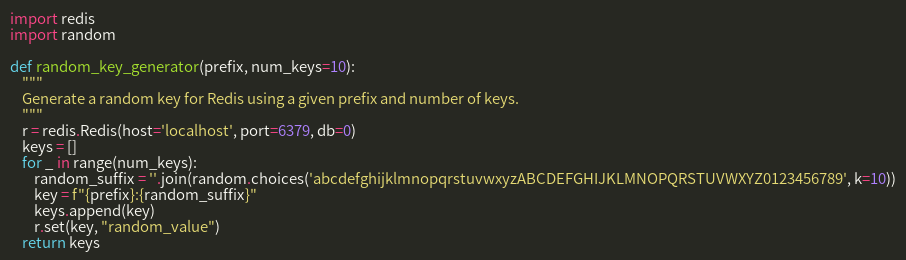 import redis
import random

def random_key_generator(prefix, num_keys=10):
    """
    Generate a random key for Redis using a given prefix and number of keys.
    """
    r = redis.Redis(host='localhost', port=6379, db=0)
    keys = []
    for _ in range(num_keys):
        random_suffix = ''.join(random.choices('abcdefghijklmnopqrstuvwxyzABCDEFGHIJKLMNOPQRSTUVWXYZ0123456789', k=10))
        key = f"{prefix}:{random_suffix}"
        keys.append(key)
        r.set(key, "random_value")
    return keys